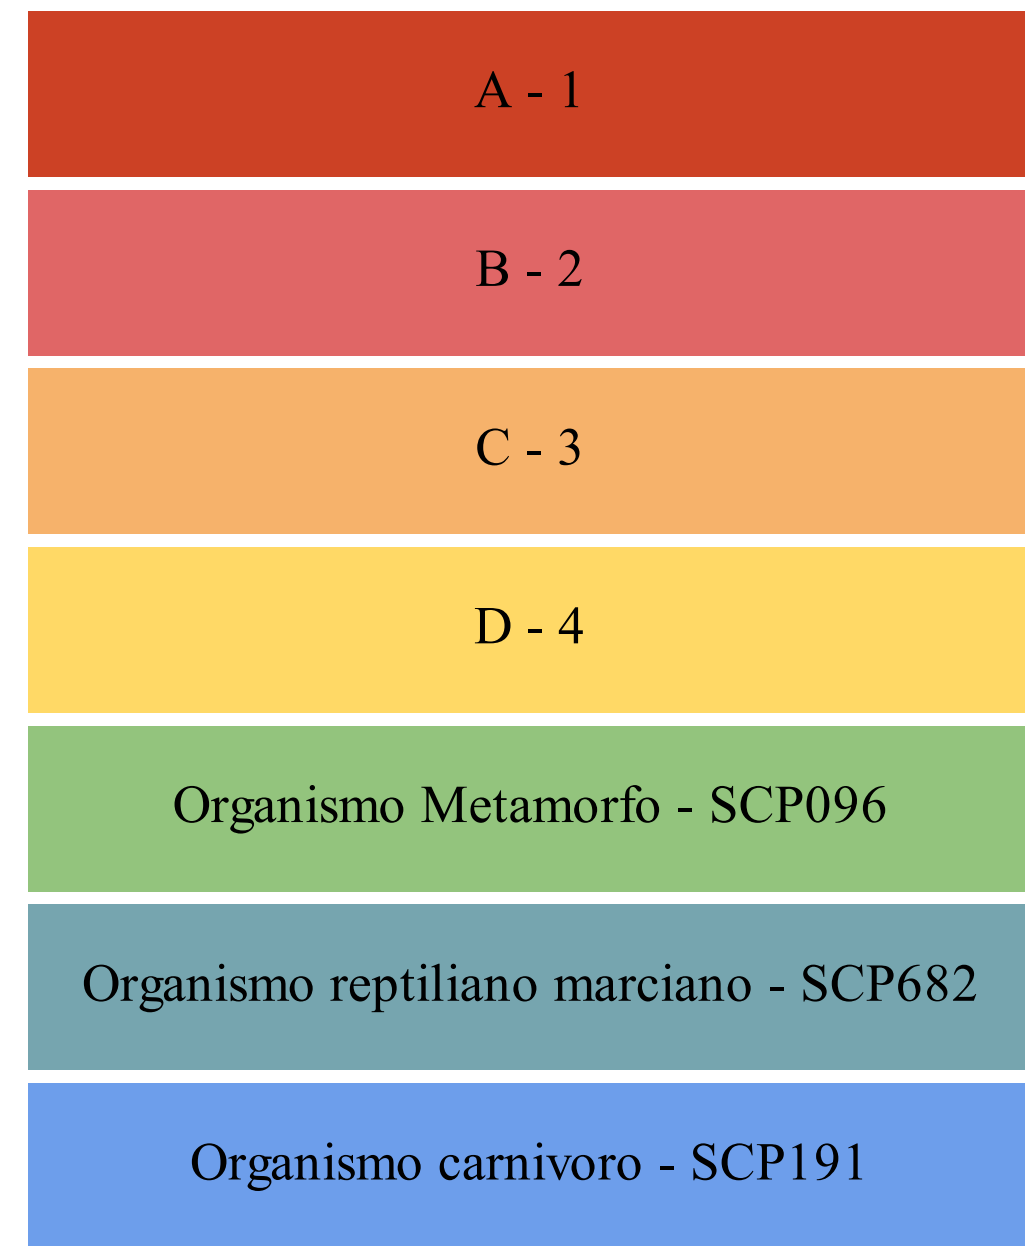 A - 1
B - 2
C - 3
D - 4
Organismo Metamorfo - SCP096
Organismo reptiliano marciano - SCP682
Organismo carnivoro - SCP191